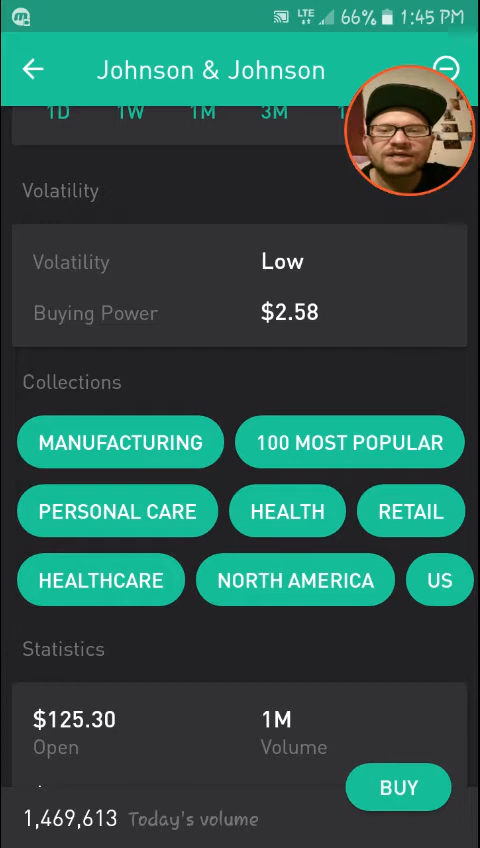 LTE 66% 1:45 PM
Johnson & Johnson
1D 1W 1M 3M
Volatility
Volatility Low
Buying Power $2.58
Collections
MANUFACTURING 100 MOST POPULAR
PERSONAL CARE HEALTH RETAIL
HEALTHCARE NORTH AMERICA US
Statistics
$125.30 1M
Open Volume
BUY
1,469,613 Today's volume